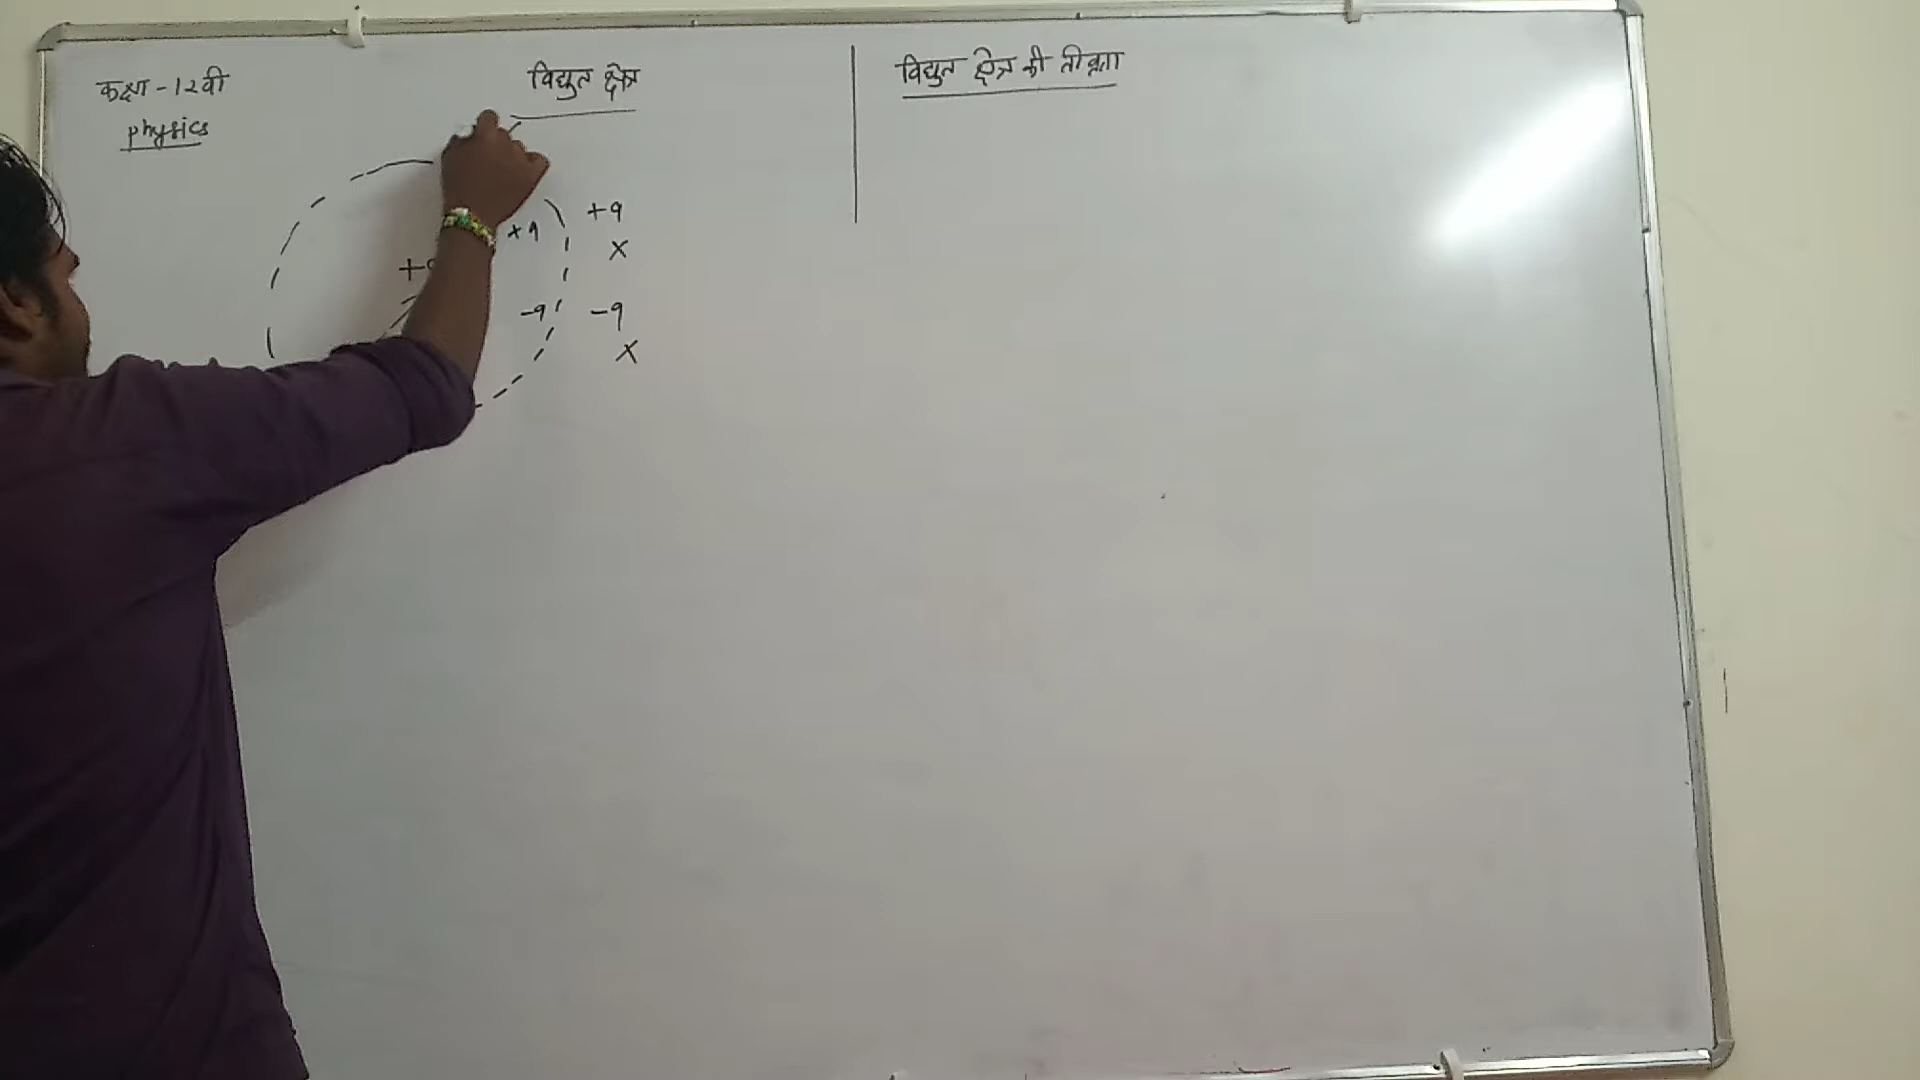 कक्षा - 12वी
physics
विद्युत क्षेत्र
+q
+q
x
-q
-q
x
विद्युत क्षेत्र की तीव्रता